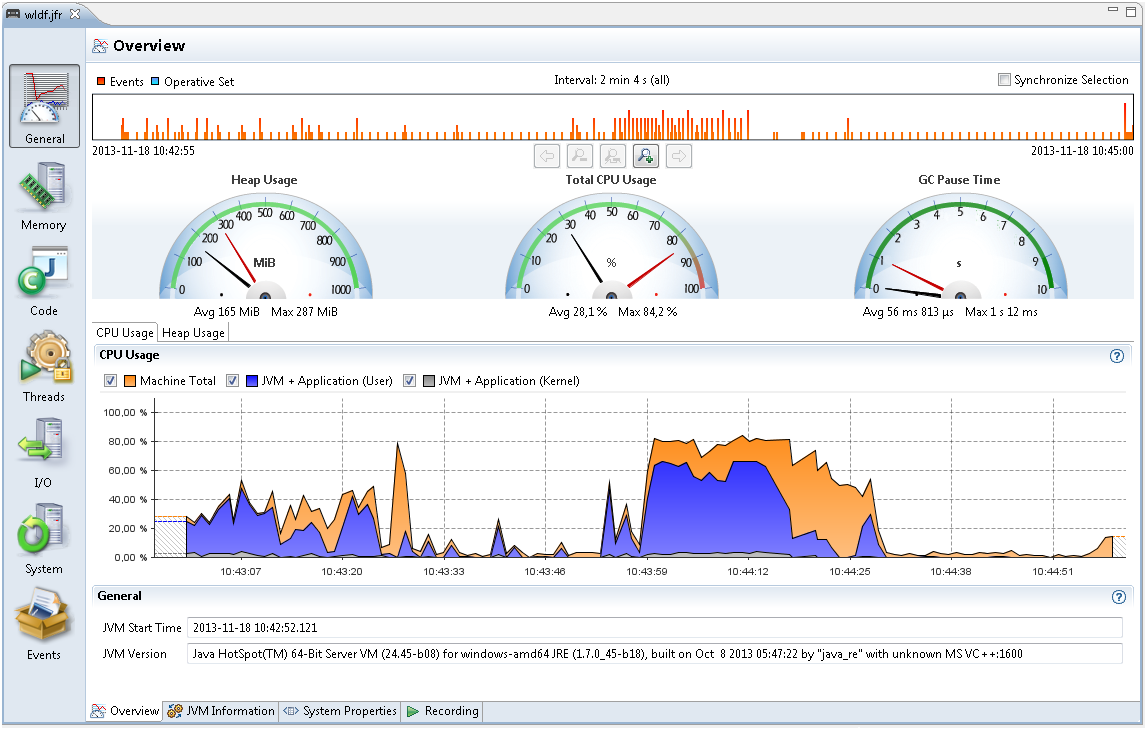 wldf.jfr
Overview
Events Operative Set Interval: 2 min 4 s (all) Synchronize Selection
2013-11-18 10:42:55 2013-11-18 10:45:00
General
Memory
Code
Threads
I/O
System
Events
Heap Usage
0 100 200 300 400 500 600 700 800 900 1000
MiB
Avg 165 MiB Max 287 MiB
Total CPU Usage
0 10 20 30 40 50 60 70 80 90 100
%
Avg 28,1 % Max 84,2 %
GC Pause Time
0 1 2 3 4 5 6 7 8 9 10
s
Avg 56 ms 813 µs Max 1 s 12 ms
CPU Usage Heap Usage
CPU Usage
Machine Total JVM + Application (User) JVM + Application (Kernel)
100,00 %
80,00 %
60,00 %
40,00 %
20,00 %
0,00 %
10:43:07 10:43:20 10:43:33 10:43:46 10:43:59 10:44:12 10:44:25 10:44:38 10:44:51
General
JVM Start Time 2013-11-18 10:42:52.121
JVM Version Java HotSpot(TM) 64-Bit Server VM (24.45-b08) for windows-amd64 JRE (1.7.0_45-b18), built on Oct 8 2013 05:47:22 by "java_re" with unknown MS VC++:1600
Overview JVM Information System Properties Recording